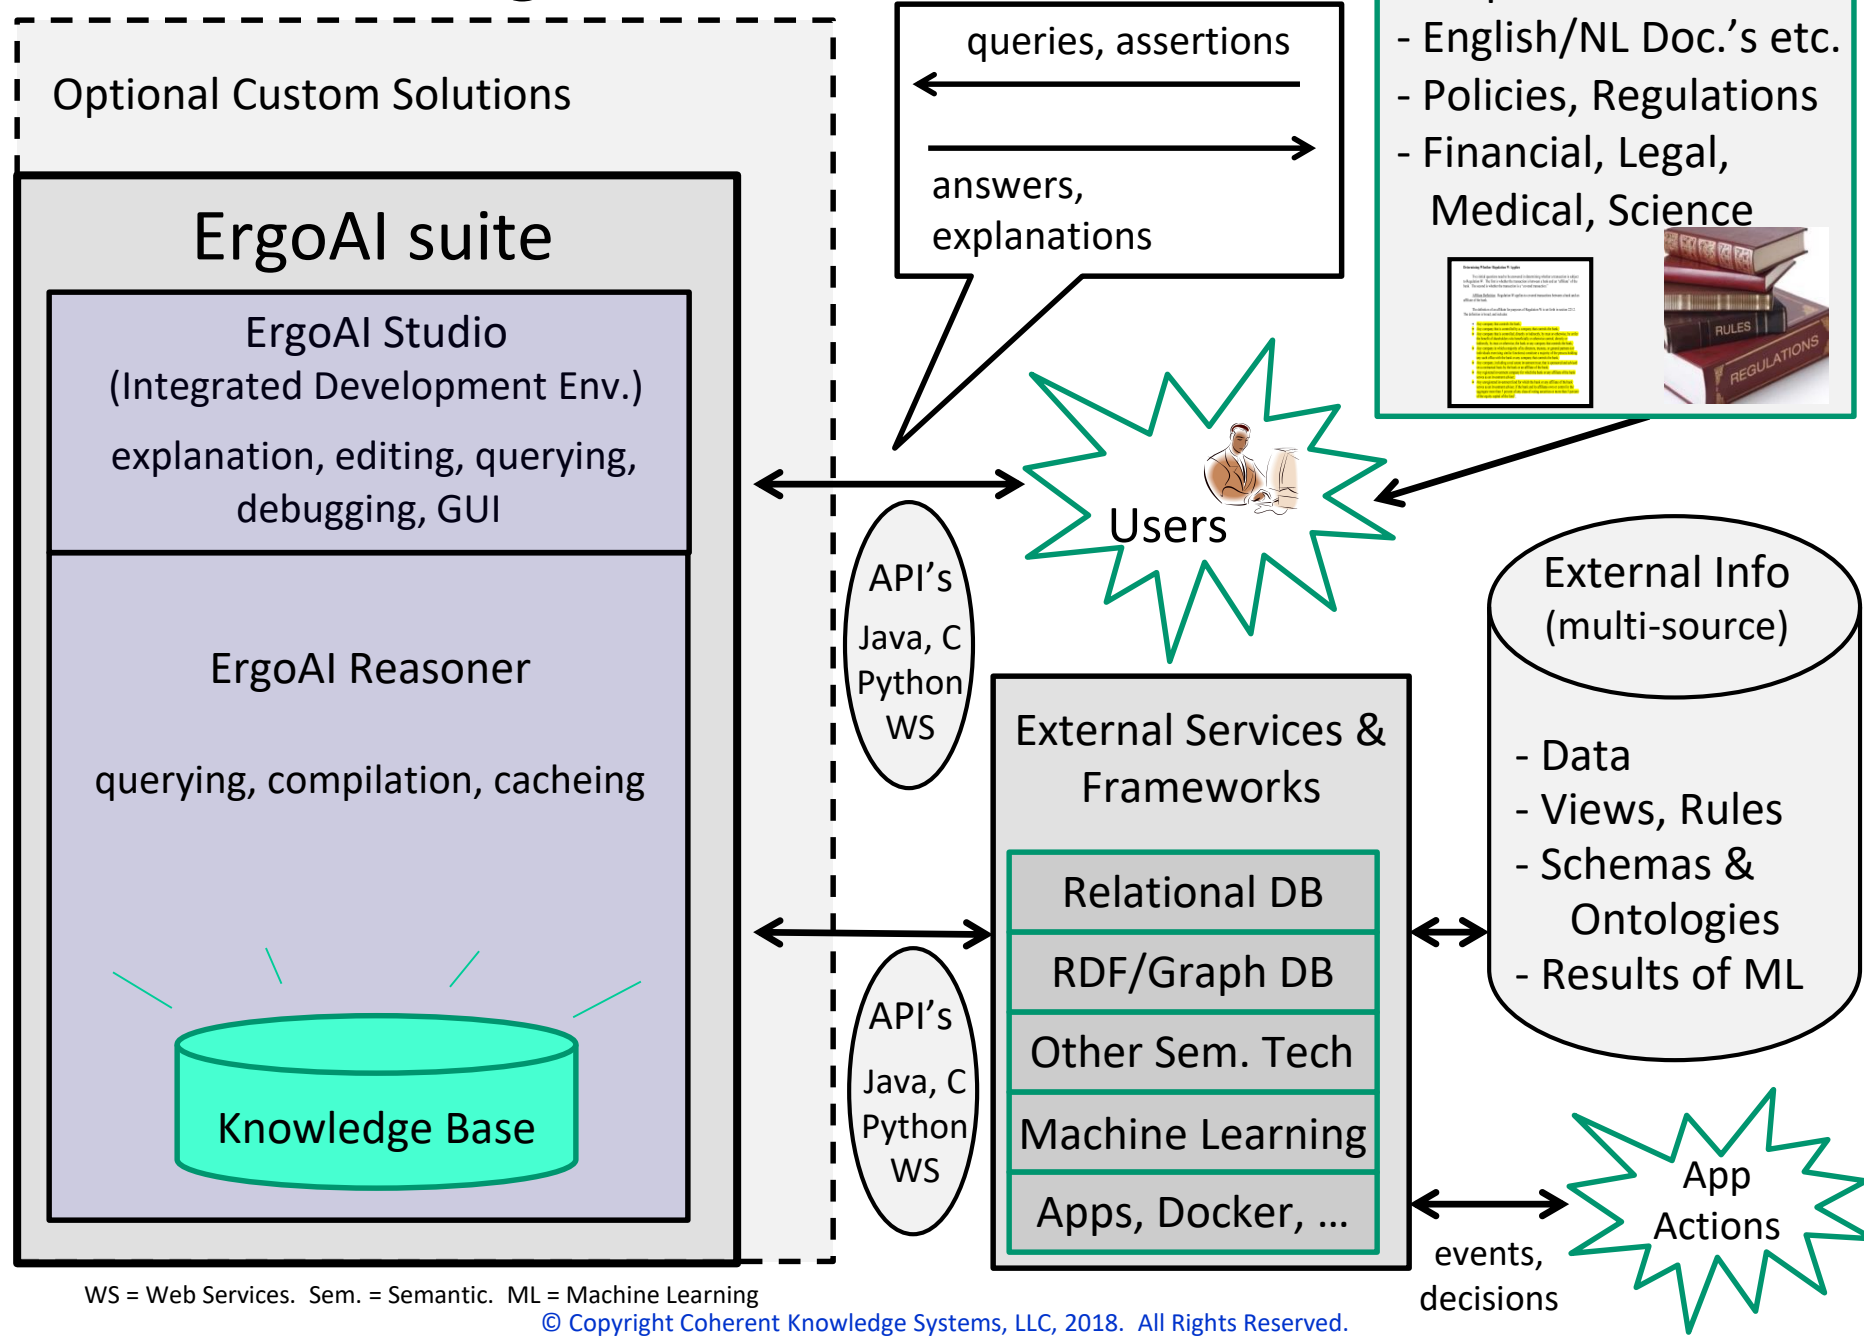 Optional Custom Solutions
ErgoAI suite
ErgoAI Studio
(Integrated Development Env.)
explanation, editing, querying,
debugging, GUI
ErgoAI Reasoner
querying, compilation, cacheing
Knowledge Base
queries, assertions
answers,
explanations
- English/NL Doc.’s etc.
- Policies, Regulations
- Financial, Legal,
Medical, Science
RULES
REGULATIONS
Users
API’s
Java, C
Python
WS
External Services &
Frameworks
Relational DB
RDF/Graph DB
Other Sem. Tech
Machine Learning
Apps, Docker, …
API’s
Java, C
Python
WS
External Info
(multi-source)
- Data
- Views, Rules
- Schemas &
Ontologies
- Results of ML
App
Actions
events,
decisions
WS = Web Services.  Sem. = Semantic.  ML = Machine Learning
© Copyright Coherent Knowledge Systems, LLC, 2018.  All Rights Reserved.